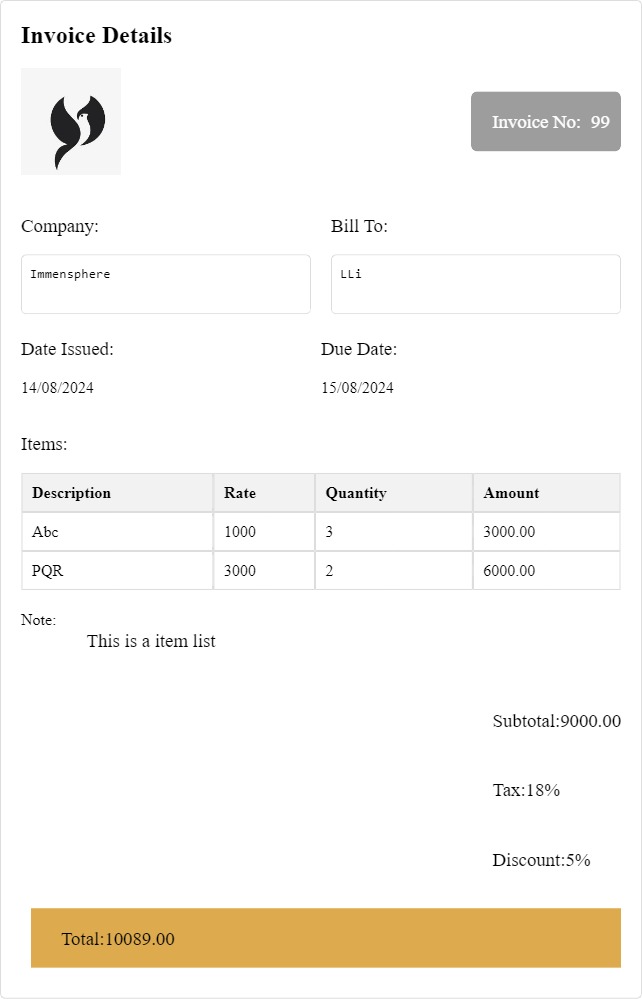 Invoice Details
Invoice No: 99
Company: Bill To:
Immensphere LLi
Date Issued: Due Date:
14/08/2024 15/08/2024
Items:
Description Rate Quantity Amount
Abc 1000 3 3000.00
PQR 3000 2 6000.00
Note:
This is a item list
Subtotal:9000.00
Tax:18%
Discount:5%
Total:10089.00